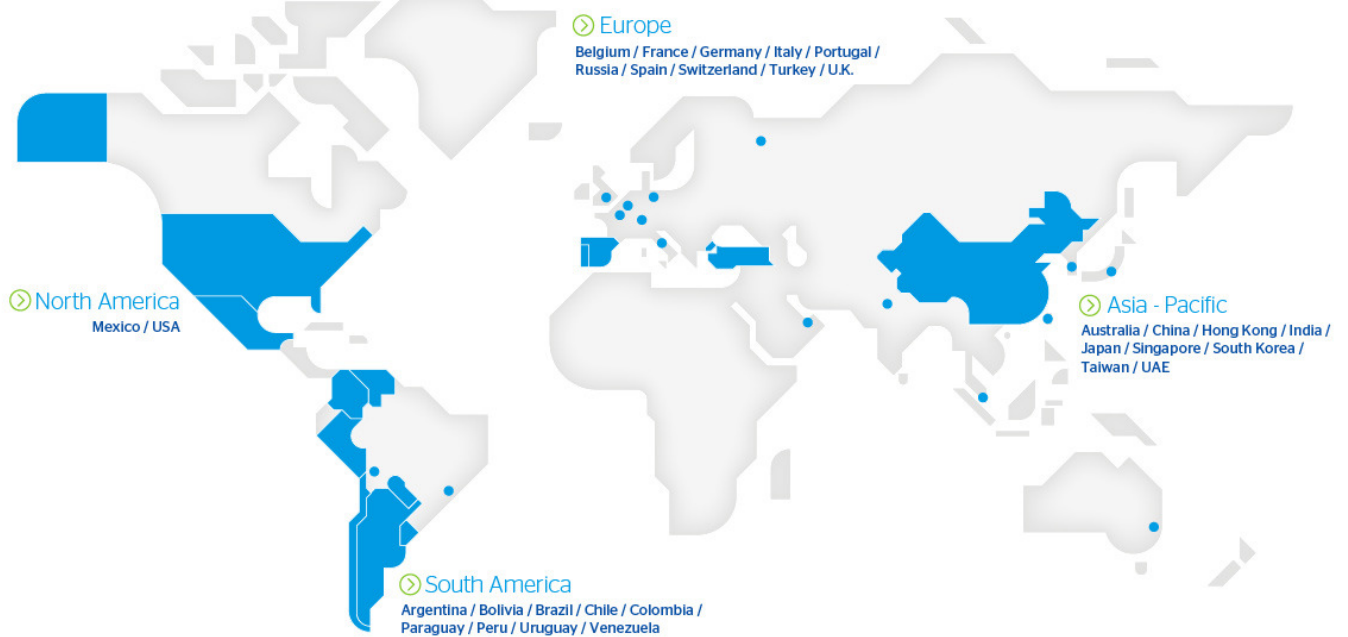 Europe
Belgium / France / Germany / Italy / Portugal /
Russia / Spain / Switzerland / Turkey / U.K.
North America
Mexico / USA
Asia - Pacific
Australia / China / Hong Kong / India /
Japan / Singapore / South Korea /
Taiwan / UAE
South America
Argentina / Bolivia / Brazil / Chile / Colombia /
Paraguay / Peru / Uruguay / Venezuela